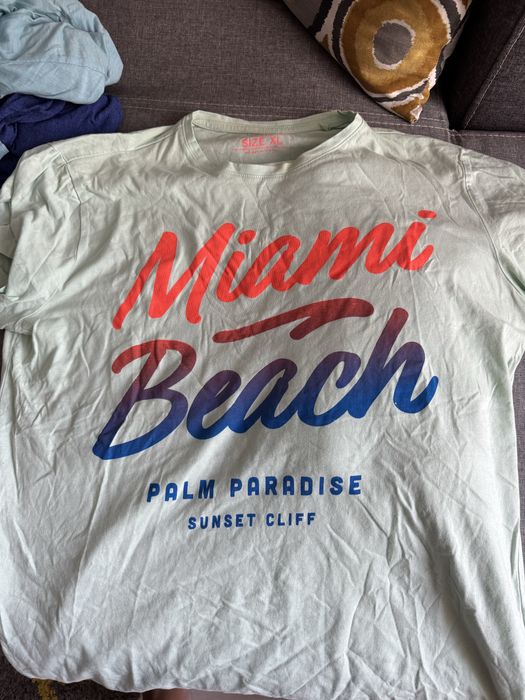 SIZE XL
Miami
Beach
PALM PARADISE
SUNSET CLIFF